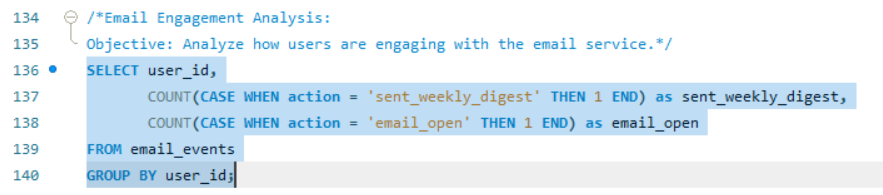 134 /*Email Engagement Analysis:
135 Objective: Analyze how users are engaging with the email service.*/
136 SELECT user_id,
137 COUNT(CASE WHEN action = 'sent_weekly_digest' THEN 1 END) as sent_weekly_digest,
138 COUNT(CASE WHEN action = 'email_open' THEN 1 END) as email_open
139 FROM email_events
140 GROUP BY user_id;